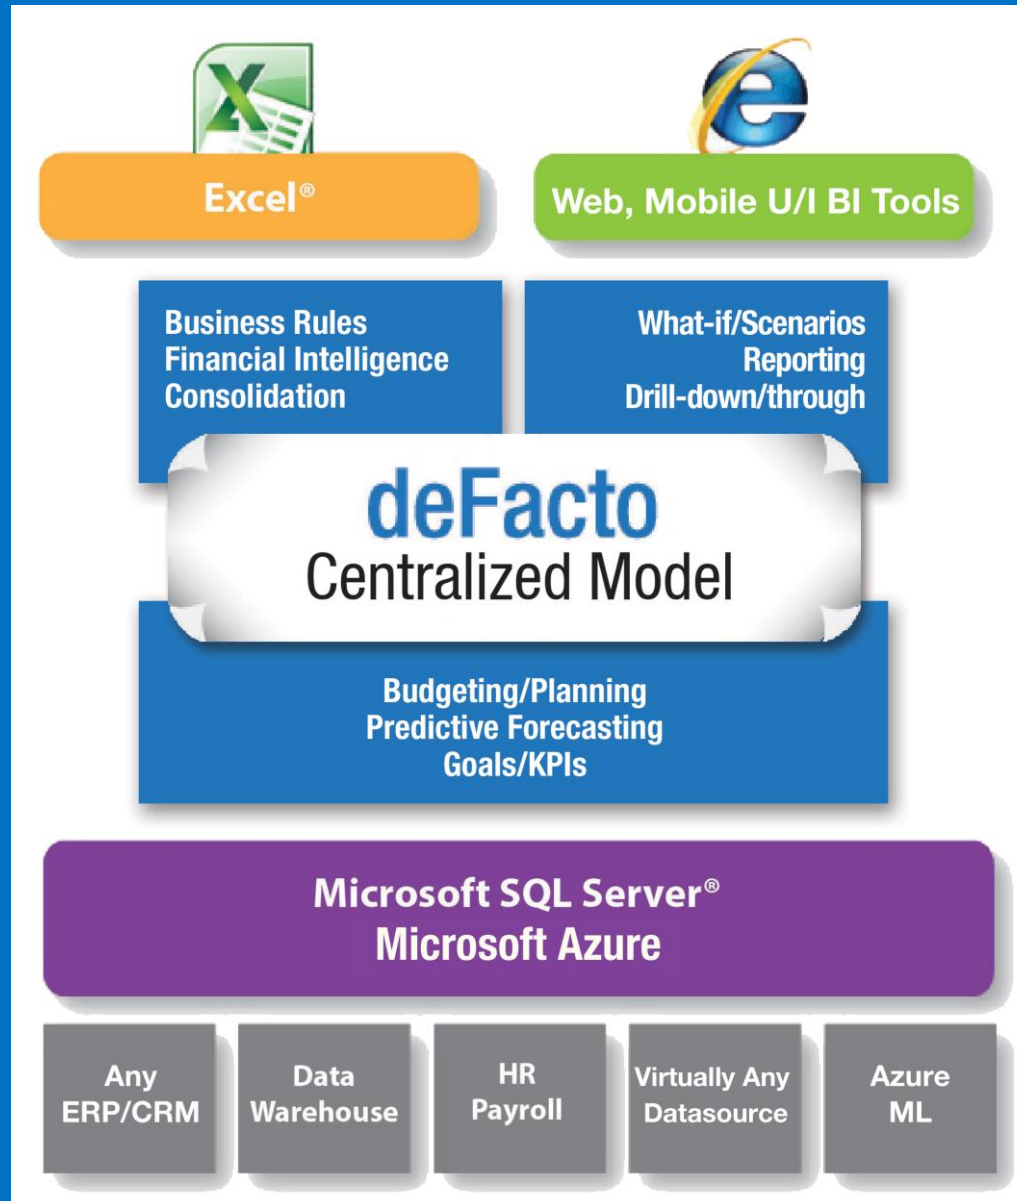 Excel®
Web, Mobile U/I BI Tools
Business Rules
Financial Intelligence
Consolidation
What-if/Scenarios
Reporting
Drill-down/through
deFacto
Centralized Model
Budgeting/Planning
Predictive Forecasting
Goals/KPIs
Microsoft SQL Server®
Microsoft Azure
Any
ERP/CRM
Data
Warehouse
HR
Payroll
Virtually Any
Datasource
Azure
ML